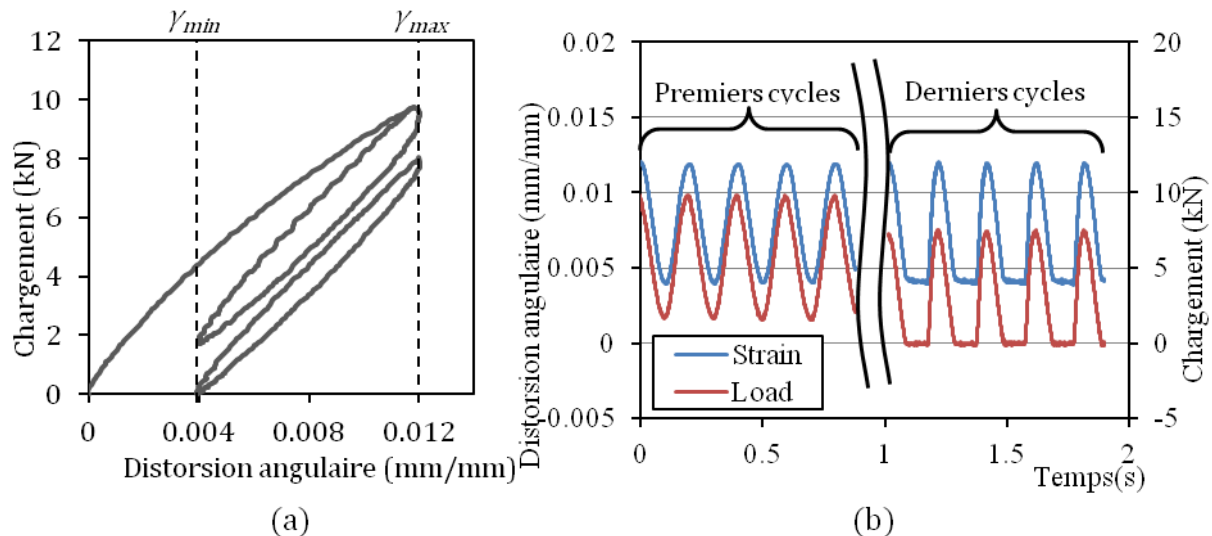 γmin γmax
12
10
8
6
4
2
0
Chargement (kN)
0 0.004 0.008 0.012
Distorsion angulaire (mm/mm)
(a)
0.02
0.015
0.01
0.005
0
-0.005
Distorsion angulaire (mm/mm)
Premiers cycles
Derniers cycles
Strain
Load
20
15
10
5
0
-5
Chargement (kN)
0 0.5 1 1.5 2
Temps(s)
(b)